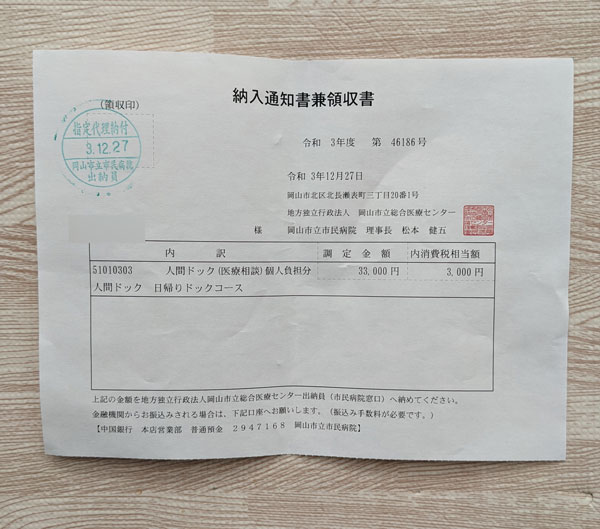 納入通知書兼領収書
(領収印)
指定代理納付
3.12.27
岡山市立市民病院
出納員
令和 3年度 第 46186号
令和 3年12月27日
岡山市北区北長瀬表町三丁目20番1号
地方独立行政法人 岡山市立総合医療センター
様 岡山市立市民病院 理事長 松本 健五
内 訳 調 定 金 額 内消費税相当額
51010303 人間ドック(医療相談)個人負担分 33,000円 3,000円
人間ドック 日帰りドックコース
上記の金額を地方独立行政法人岡山市立総合医療センター出納員(市民病院窓口)へ納めてください。
金融機関からお振込みされる場合は、下記口座へお願いします。(振込み手数料が必要です。)
【中国銀行 本店営業部 普通預金 2947168 岡山市立市民病院】